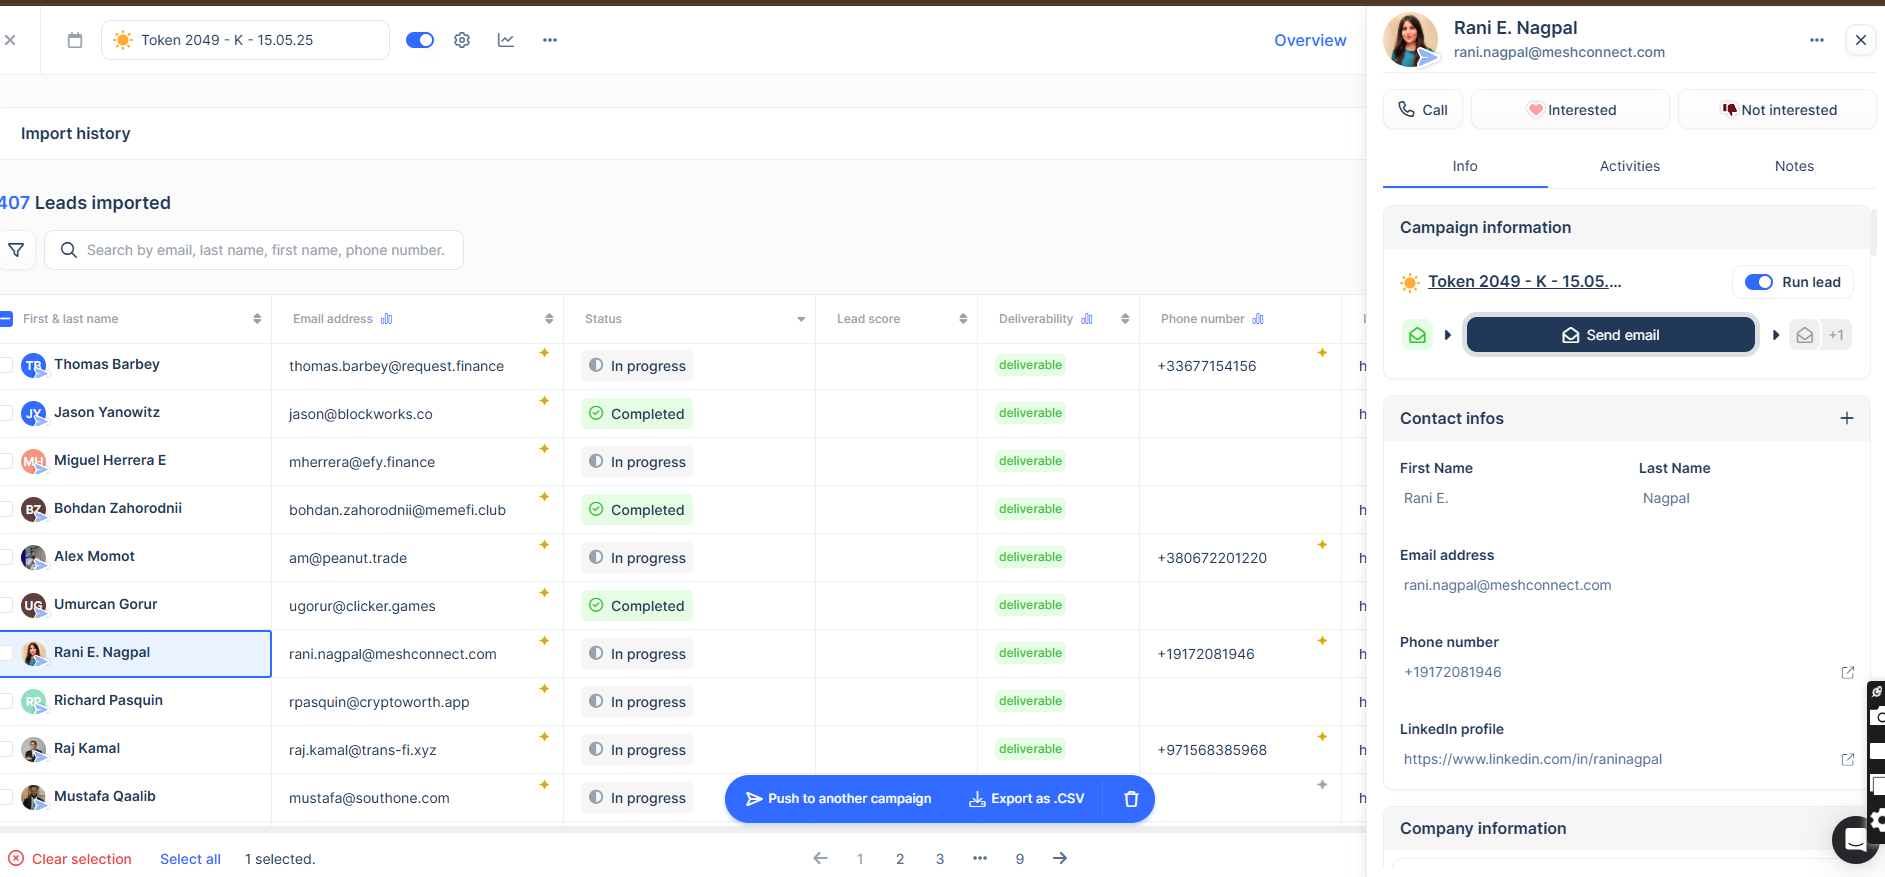 Token 2049 - K - 15.05.25
Overview
Import history
407 Leads imported
Search by email, last name, first name, phone number.
First & last name Email address Status Lead score Deliverability Phone number
TB Thomas Barbey thomas.barbey@request.finance In progress deliverable +33677154156 h
JY Jason Yanowitz jason@blockworks.co Completed deliverable h
MH Miguel Herrera E mherrera@efy.finance In progress deliverable
BZ Bohdan Zahorodnii bohdan.zahorodnii@memefi.club Completed deliverable h
Alex Momot am@peanut.trade In progress deliverable +380672201220 h
UG Umurcan Gorur ugorur@clicker.games Completed deliverable h
Rani E. Nagpal rani.nagpal@meshconnect.com In progress deliverable +19172081946 h
RP Richard Pasquin rpasquin@cryptoworth.app In progress deliverable h
Raj Kamal raj.kamal@trans-fi.xyz In progress deliverable +971568385968 h
Mustafa Qaalib mustafa@southone.com In progress h
Push to another campaign Export as .CSV
Clear selection Select all 1 selected.
1 2 3 ••• 9
Rani E. Nagpal
rani.nagpal@meshconnect.com
Call Interested Not interested
Info Activities Notes
Campaign information
Token 2049 - K - 15.05.... Run lead
Send email +1
Contact infos
First Name Last Name
Rani E. Nagpal
Email address
rani.nagpal@meshconnect.com
Phone number
+19172081946
LinkedIn profile
https://www.linkedin.com/in/raninagpal
Company information